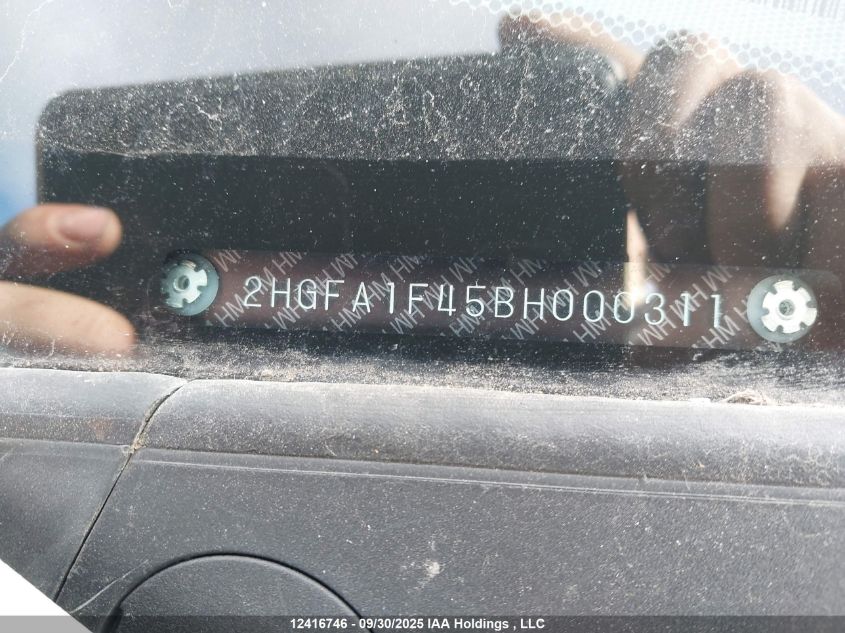 2HGFA1F45BH000311
12416746 - 09/30/2025 IAA Holdings , LLC